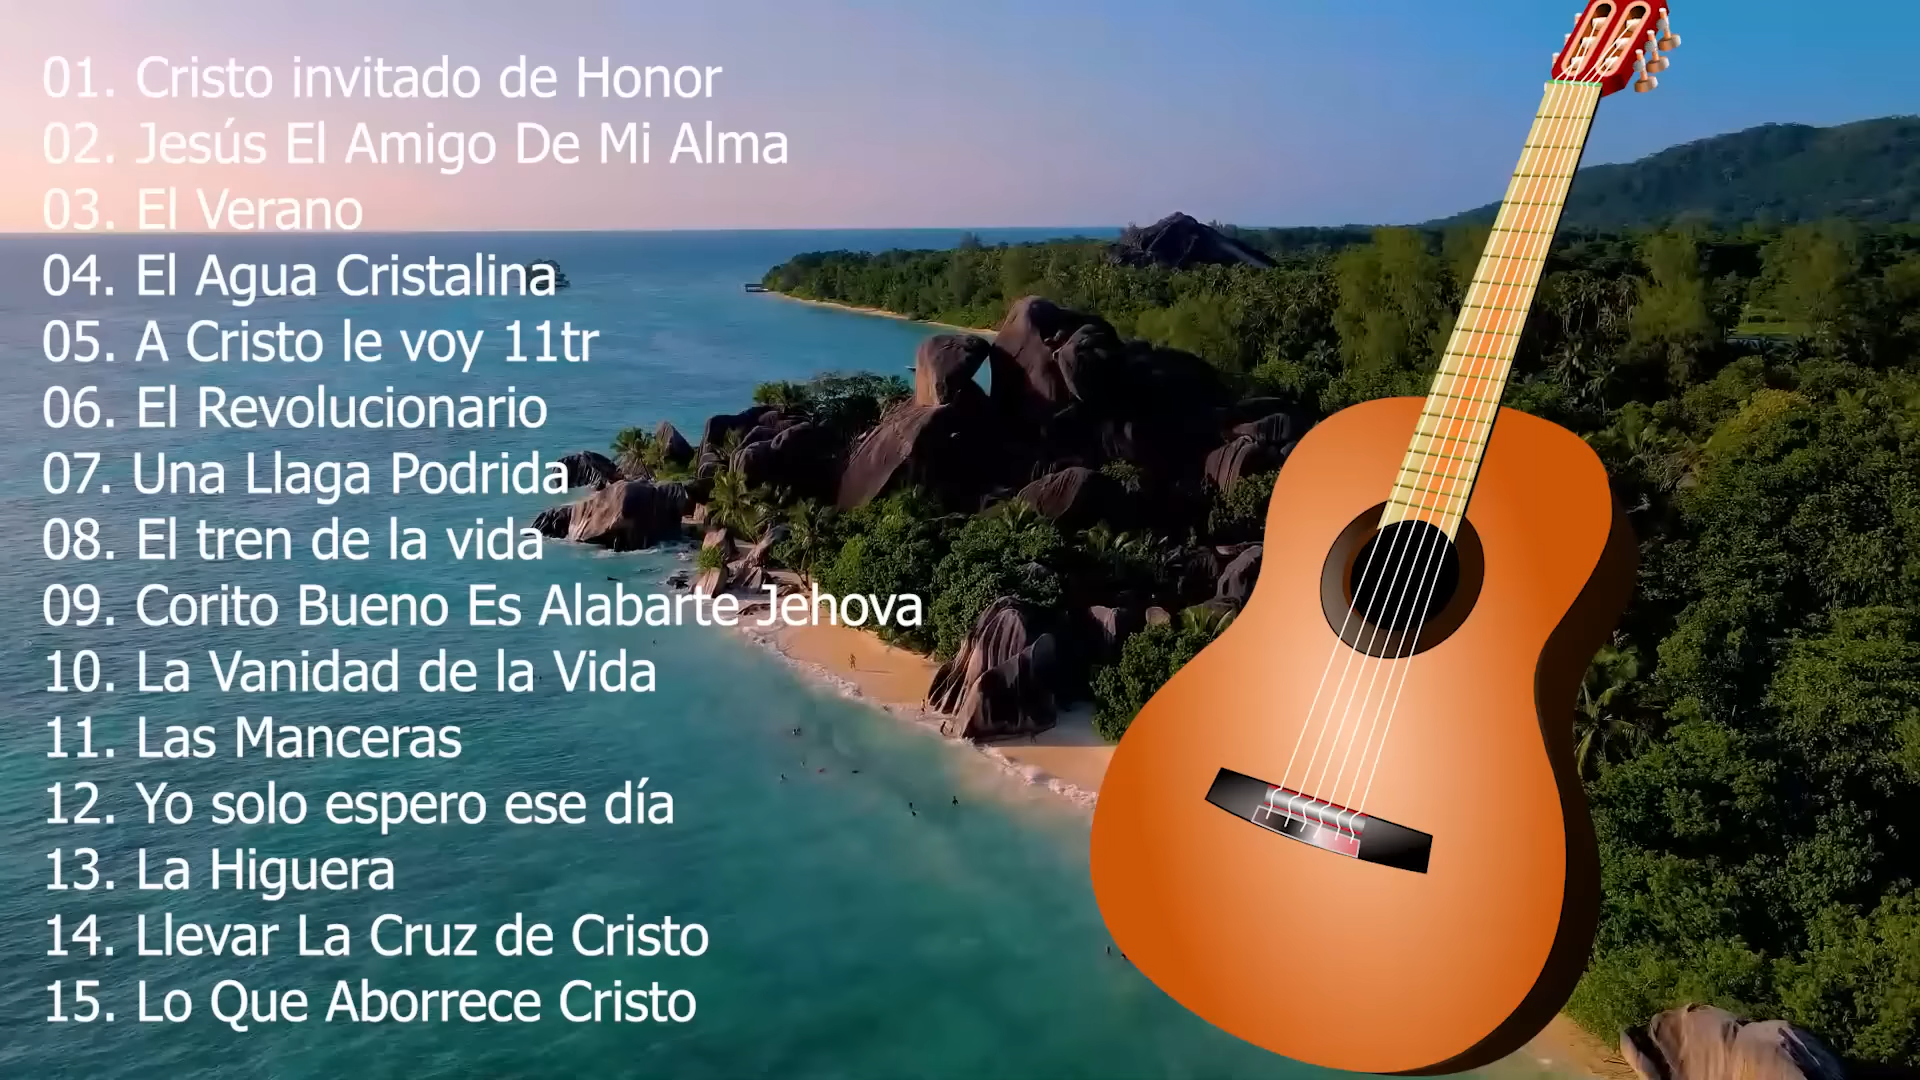 01. Cristo invitado de Honor
02. Jesús El Amigo De Mi Alma
03. El Verano
04. El Agua Cristalina
05. A Cristo le voy 11tr
06. El Revolucionario
07. Una Llaga Podrida
08. El tren de la vida
09. Corito Bueno Es Alabarte Jehova
10. La Vanidad de la Vida
11. Las Manceras
12. Yo solo espero ese día
13. La Higuera
14. Llevar La Cruz de Cristo
15. Lo Que Aborrece Cristo